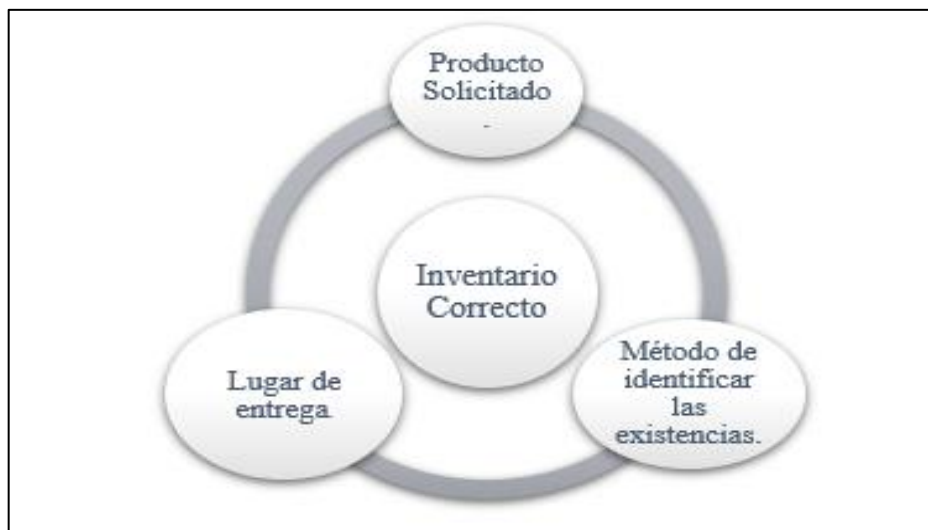 Producto
Solicitado
.
Inventario
Correcto
Lugar de
entrega
Método de
identificar
las
existencias.